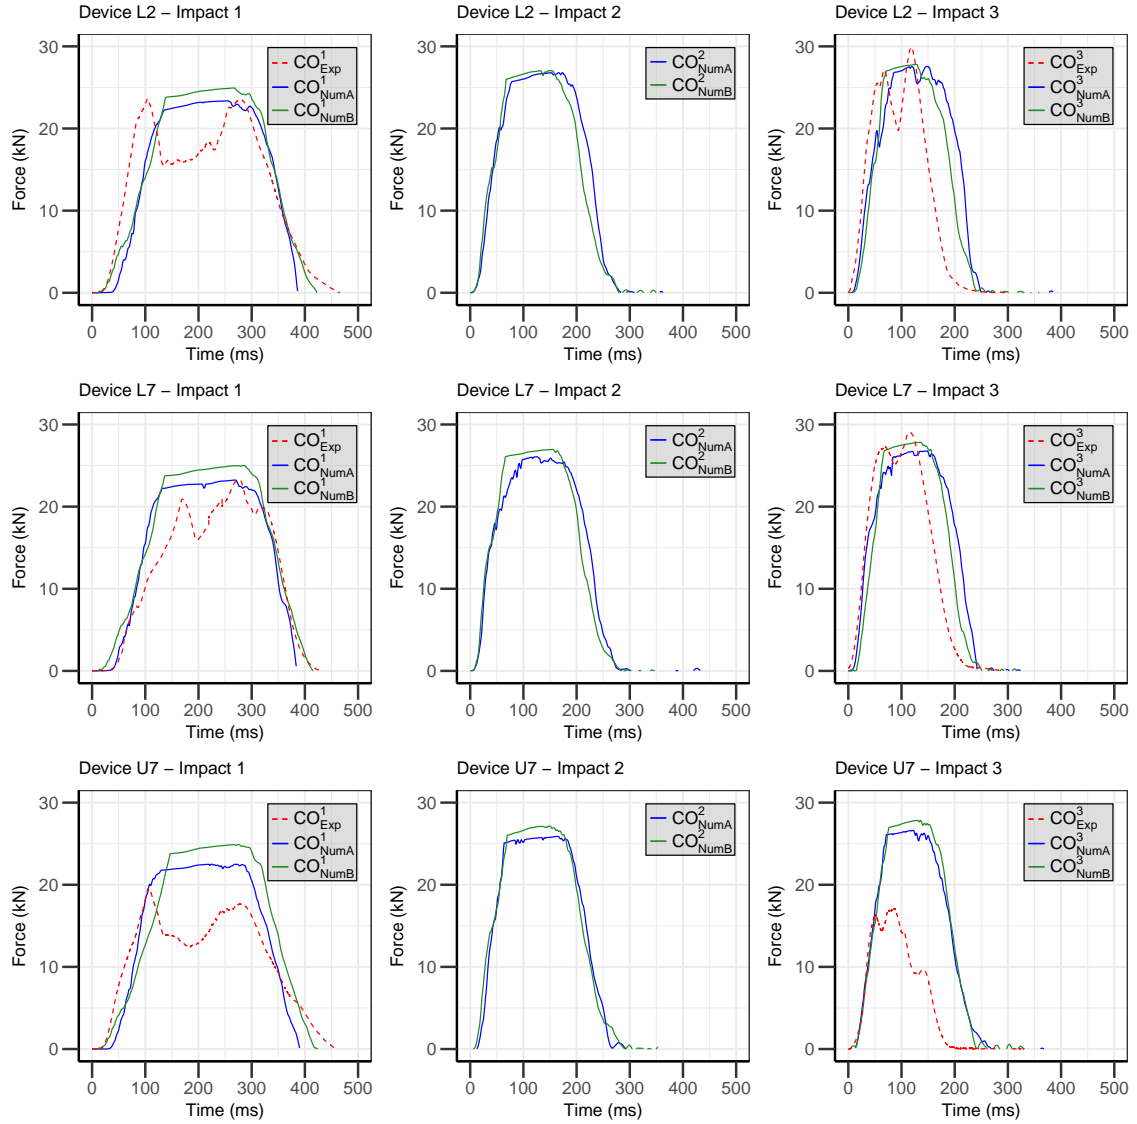 Device L2 – Impact 1
Device L2 – Impact 2
Device L2 – Impact 3
Force (kN)
30
20
10
0
CO¹Exp
CO¹NumA
CO¹NumB
0 100 200 300 400 500
Time (ms)
Force (kN)
30
20
10
0
CO²NumA
CO²NumB
0 100 200 300 400 500
Time (ms)
Force (kN)
30
20
10
0
CO³Exp
CO³NumA
CO³NumB
0 100 200 300 400 500
Time (ms)
Device L7 – Impact 1
Device L7 – Impact 2
Device L7 – Impact 3
Force (kN)
30
20
10
0
CO¹Exp
CO¹NumA
CO¹NumB
0 100 200 300 400 500
Time (ms)
Force (kN)
30
20
10
0
CO²NumA
CO²NumB
0 100 200 300 400 500
Time (ms)
Force (kN)
30
20
10
0
CO³Exp
CO³NumA
CO³NumB
0 100 200 300 400 500
Time (ms)
Device U7 – Impact 1
Device U7 – Impact 2
Device U7 – Impact 3
Force (kN)
30
20
10
0
CO¹Exp
CO¹NumA
CO¹NumB
0 100 200 300 400 500
Time (ms)
Force (kN)
30
20
10
0
CO²NumA
CO²NumB
0 100 200 300 400 500
Time (ms)
Force (kN)
30
20
10
0
CO³Exp
CO³NumA
CO³NumB
0 100 200 300 400 500
Time (ms)